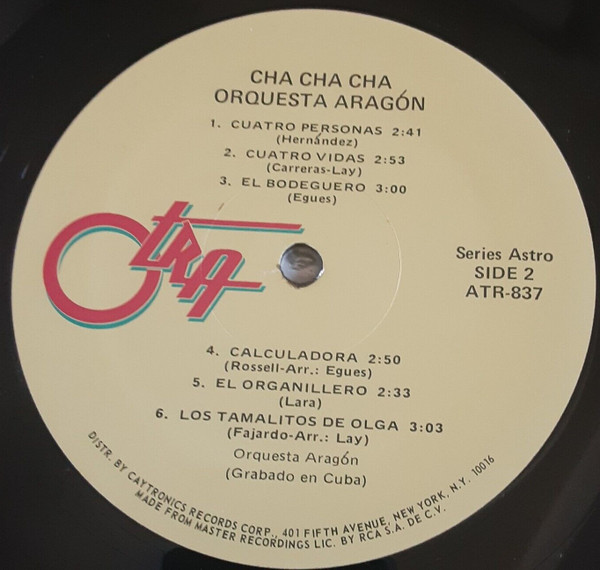 CHA CHA CHA
ORQUESTA ARAGÓN
1. CUATRO PERSONAS 2:41
(Hernández)
2. CUATRO VIDAS 2:53
(Carreras-Lay)
3. EL BODEGUERO 3:00
(Egues)
OTRA
Series Astro
SIDE 2
ATR-837
4. CALCULADORA 2:50
(Rossell-Arr.: Egues)
5. EL ORGANILLERO 2:33
(Lara)
6. LOS TAMALITOS DE OLGA 3:03
(Fajardo-Arr.: Lay)
Orquesta Aragón
(Grabado en Cuba)
DISTR. BY CAYTRONICS RECORDS CORP., 401 FIFTH AVENUE, NEW YORK, N.Y. 10016
MADE FROM MASTER RECORDINGS LIC. BY RCA S.A. DE C.V.